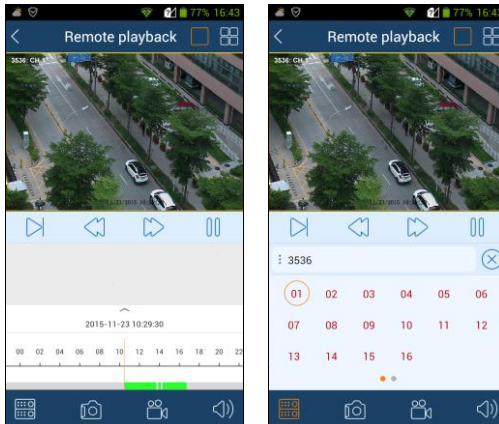 77% 16:43
Remote playback
3536: CH 1
2015-11-23 10:29:30
00 02 04 06 08 10 12 14 16 18 20 22
77% 16:43
Remote playback
3536: CH 1
3536
01 02 03 04 05 06
07 08 09 10 11 12
13 14 15 16